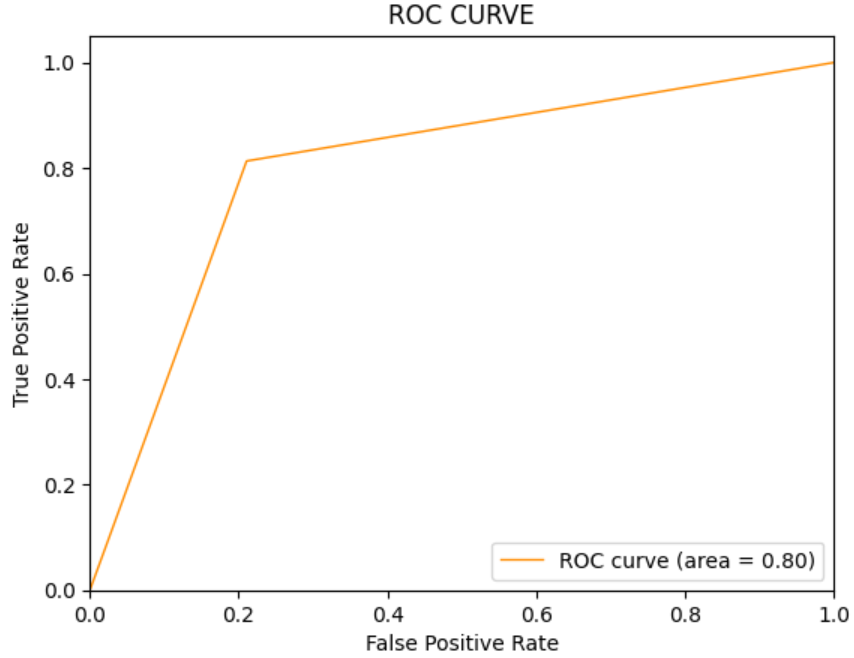 ROC CURVE
1.0
0.8
0.6
0.4
0.2
0.0
True Positive Rate
ROC curve (area = 0.80)
0.0 0.2 0.4 0.6 0.8 1.0
False Positive Rate